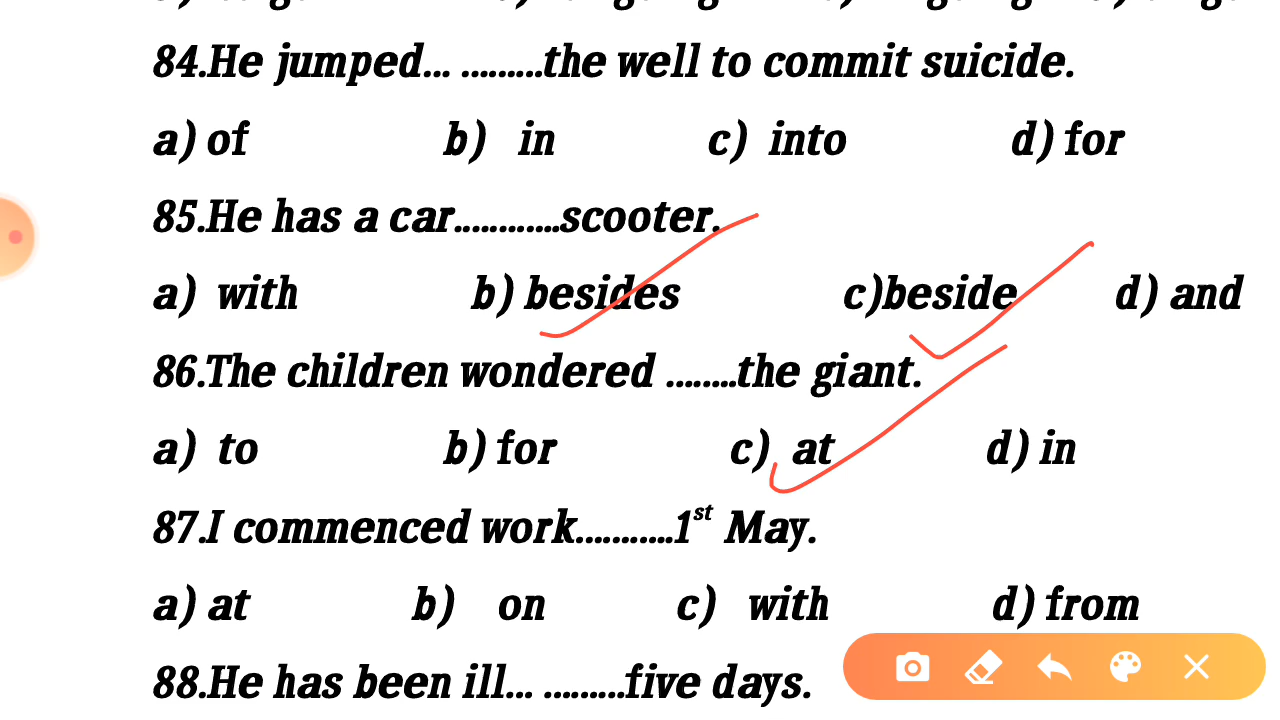 84.He jumped... .........the well to commit suicide.
a) of b) in c) into d) for
85.He has a car............scooter.
a) with b) besides c)beside d) and
86.The children wondered ........the giant.
a) to b) for c) at d) in
87.I commenced work...........1st May.
a) at b) on c) with d) from
88.He has been ill... .........five days.